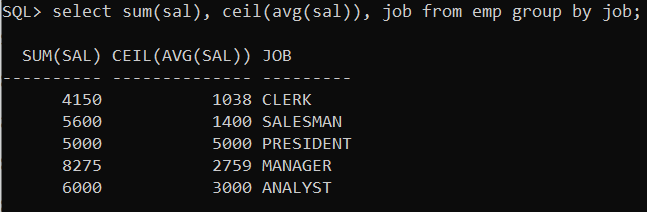 SQL> select sum(sal), ceil(avg(sal)), job from emp group by job;
SUM(SAL) CEIL(AVG(SAL)) JOB
---------- -------------- ---------
4150 1038 CLERK
5600 1400 SALESMAN
5000 5000 PRESIDENT
8275 2759 MANAGER
6000 3000 ANALYST